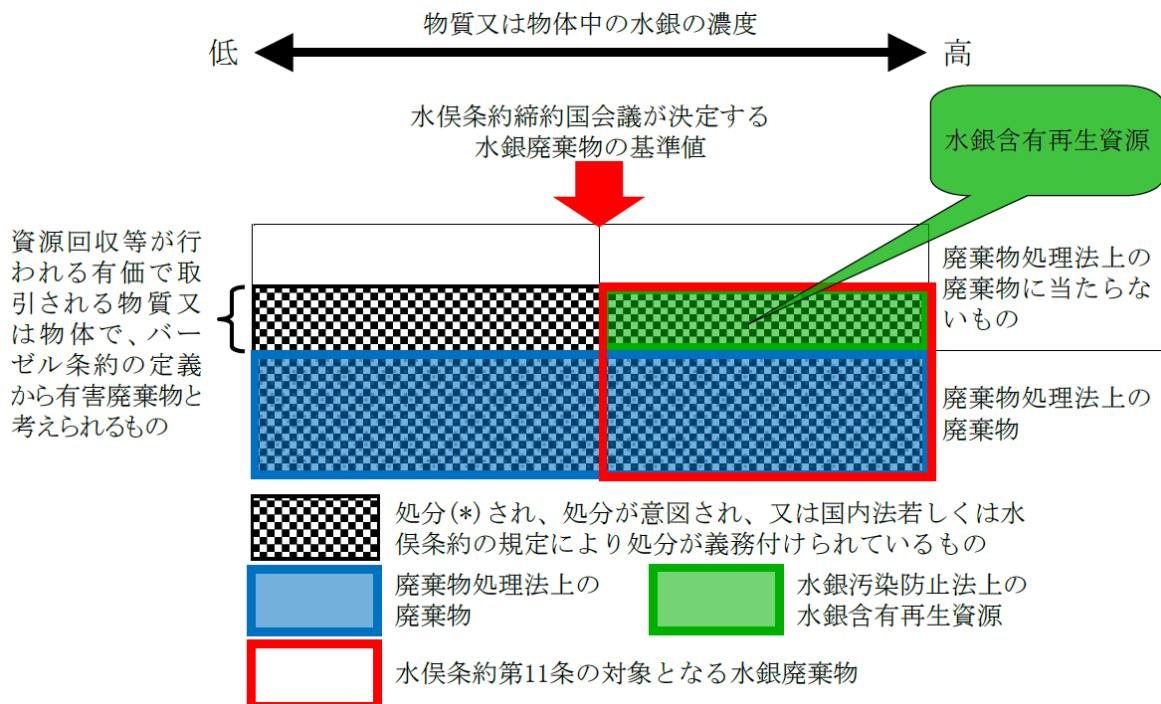 物質又は物体中の水銀の濃度
低
高
水俣条約締約国会議が決定する
水銀廃棄物の基準値
水銀含有再生資源
資源回収等が行
われる有価で取
引される物質又
は物体で、バー
ゼル条約の定義
から有害廃棄物と
考えられるもの
廃棄物処理法上の
廃棄物に当たらな
いもの
廃棄物処理法上の
廃棄物
処分(*)され、処分が意図され、又は国内法若しくは水
俣条約の規定により処分が義務付けられているもの
廃棄物処理法上の
廃棄物
水銀汚染防止法上の
水銀含有再生資源
水俣条約第11条の対象となる水銀廃棄物